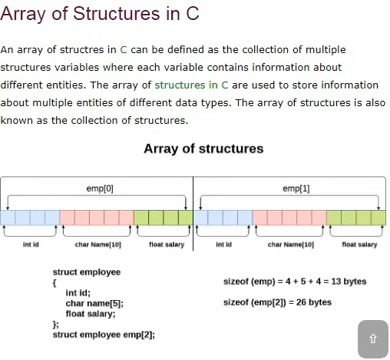 Array of Structures in C
An array of structres in C can be defined as the collection of multiple
structures variables where each variable contains information about
different entities. The array of structures in C are used to store information
about multiple entities of different data types. The array of structures is also
known as the collection of structures.
Array of structures
emp[0] emp[1]
int id char Name[10] float salary int id char Name[10] float salary
struct employee
{
int id;
char name[5];
float salary;
};
struct employee emp[2];
sizeof (emp) = 4 + 5 + 4 = 13 bytes
sizeof (emp[2]) = 26 bytes